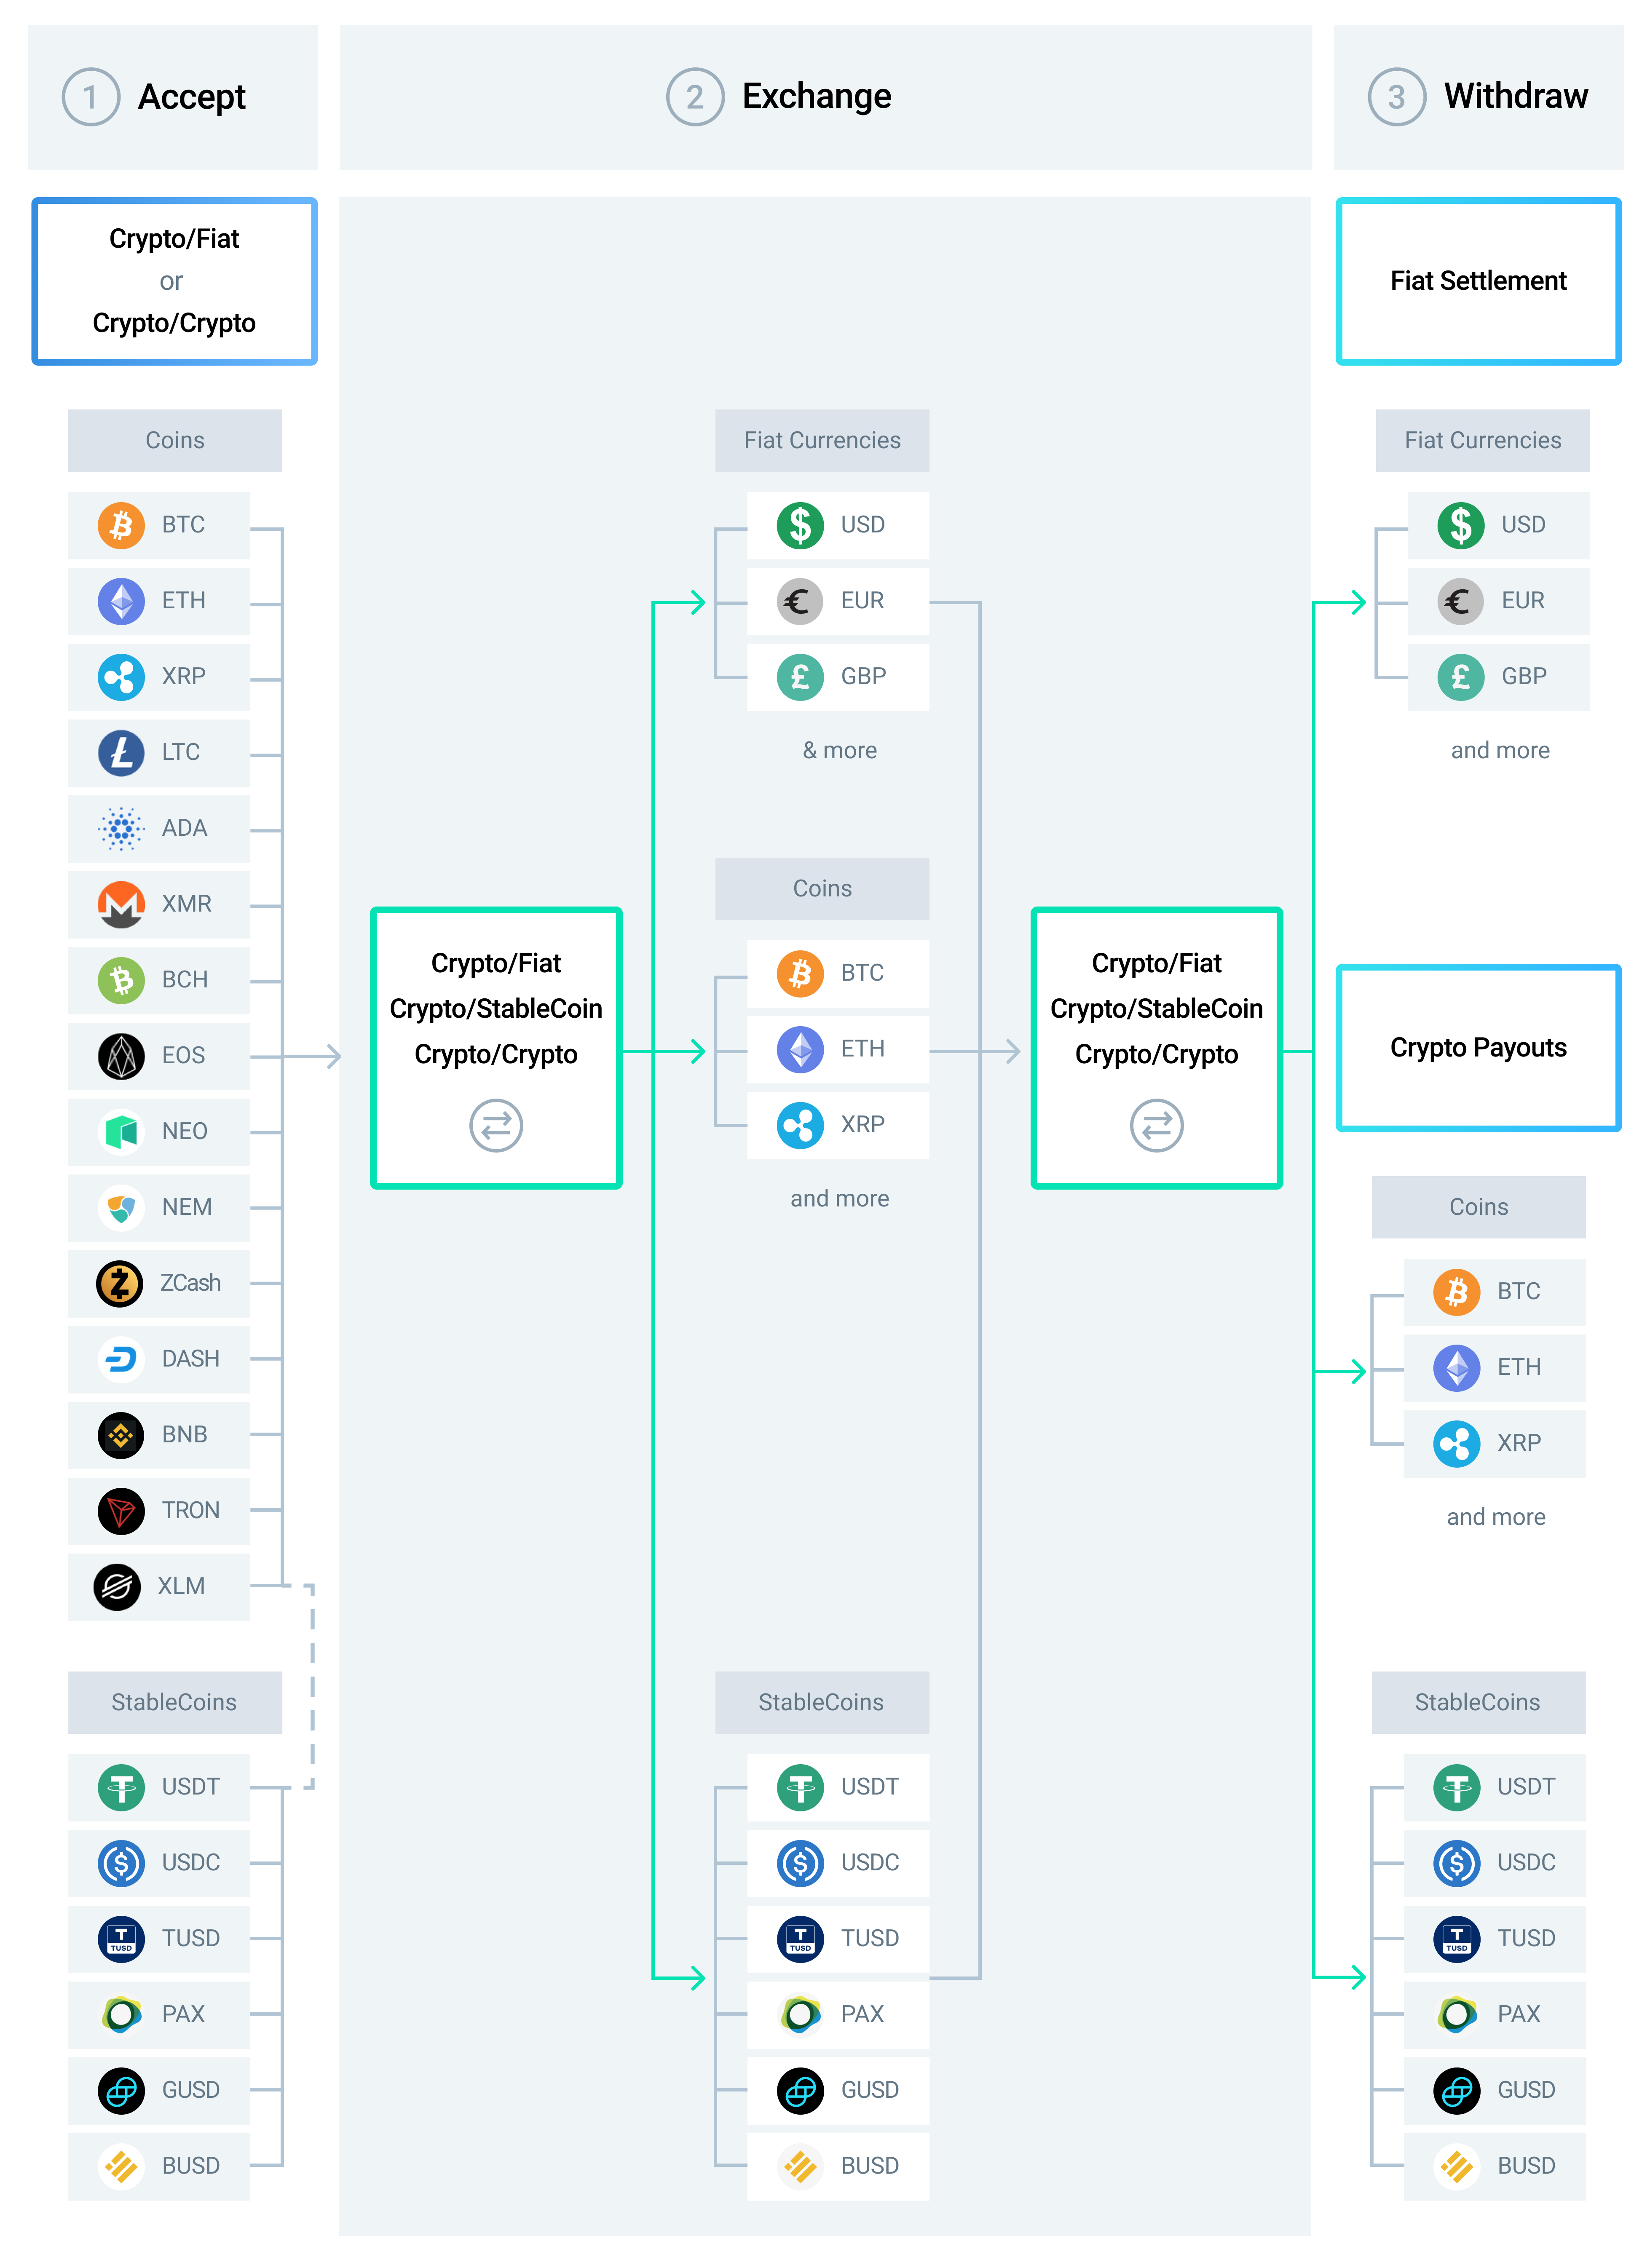 1 Accept
2 Exchange
3 Withdraw
Crypto/Fiat
or
Crypto/Crypto
Coins
BTC
ETH
XRP
LTC
ADA
XMR
BCH
EOS
NEO
NEM
ZCash
DASH
BNB
TRON
XLM
StableCoins
USDT
USDC
TUSD
TUSD
PAX
GUSD
BUSD
Crypto/Fiat
Crypto/StableCoin
Crypto/Crypto
Fiat Currencies
USD
EUR
GBP
& more
Coins
BTC
ETH
XRP
and more
StableCoins
USDT
USDC
TUSD
TUSD
PAX
GUSD
BUSD
Crypto/Fiat
Crypto/StableCoin
Crypto/Crypto
Fiat Settlement
Fiat Currencies
USD
EUR
GBP
and more
Crypto Payouts
Coins
BTC
ETH
XRP
and more
StableCoins
USDT
USDC
TUSD
TUSD
PAX
GUSD
BUSD